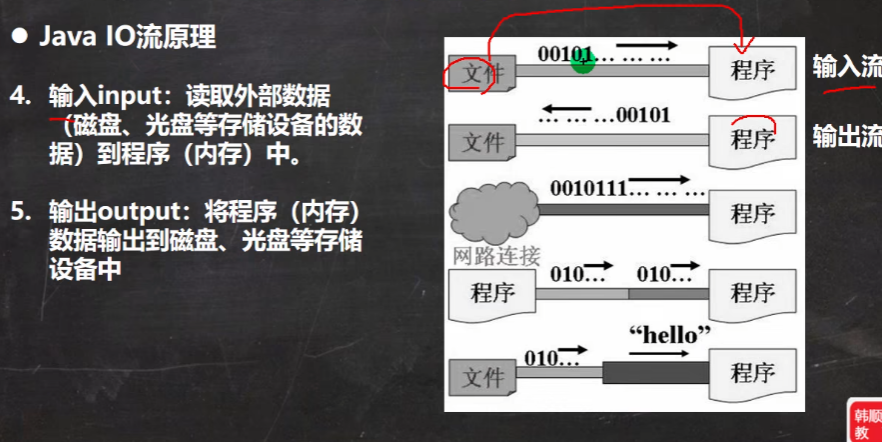 ● Java IO流原理
4. 输入input：读取外部数据
（磁盘、光盘等存储设备的数
据）到程序（内存）中。
5. 输出output：将程序（内存）
数据输出到磁盘、光盘等存储
设备中
00101... ... ...
文件
程序
输入流
... ... ...00101
文件
程序
输出流
0010111... ... ...
程序
网路连接
010...
010...
程序
程序
“hello”
010...
文件
程序
韩顺
教